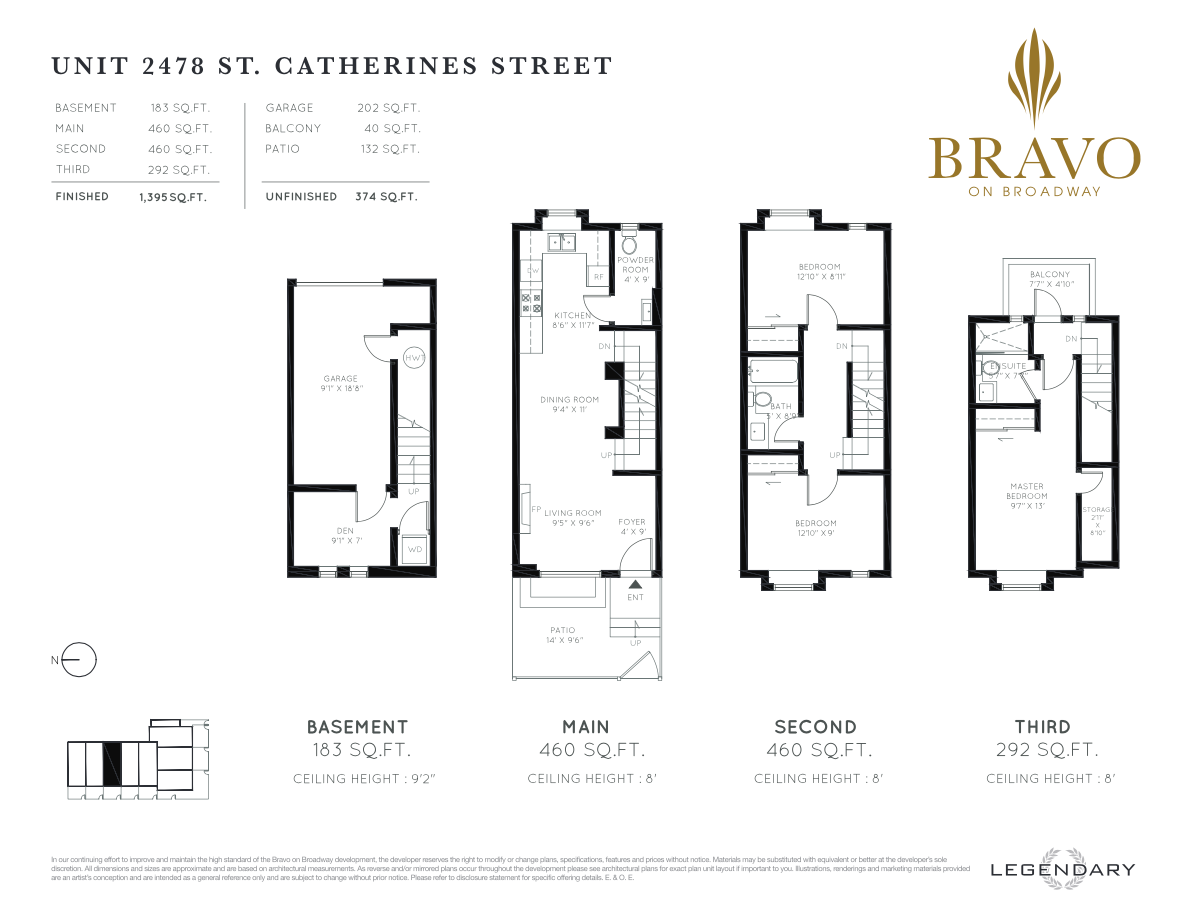 UNIT 2478 ST. CATHERINES STREET
BASEMENT 183 SQ.FT.
MAIN 460 SQ.FT.
SECOND 460 SQ.FT.
THIRD 292 SQ.FT.
FINISHED 1,395 SQ.FT.
GARAGE 202 SQ.FT.
BALCONY 40 SQ.FT.
PATIO 132 SQ.FT.
UNFINISHED 374 SQ.FT.
BRAVO
ON BROADWAY
GARAGE
9'1" X 18'8"
HWT
UP
DEN
9'1" X 7'
WD
DW
RF
POWDER
ROOM
4' X 9'
KITCHEN
8'6" X 11'7"
DN
DINING ROOM
9'4" X 11'
UP
FP
LIVING ROOM
9'5" X 9'6"
FOYER
4' X 9'
ENT
PATIO
14' X 9'6"
UP
BEDROOM
12'10" X 8'11"
DN
BATH
5' X 8'9"
UP
BEDROOM
12'10" X 9'
BALCONY
7'7" X 4'10"
DN
ENSUITE
MASTER
BEDROOM
9'7" X 13'
STORAGE
2'11"
X
8'10"
N
BASEMENT
183 SQ.FT.
CEILING HEIGHT : 9'2"
MAIN
460 SQ.FT.
CEILING HEIGHT : 8'
SECOND
460 SQ.FT.
CEILING HEIGHT : 8'
THIRD
292 SQ.FT.
CEILING HEIGHT : 8'
In our continuing effort to improve and maintain the high standard of the Bravo on Broadway development, the developer reserves the right to modify or change plans, specifications, features and prices without notice. Materials may be substituted with equivalent or better at the developer's sole
discretion. All dimensions and sizes are approximate and are based on architectural measurements. As reverse and/or mirrored plans occur throughout the development please see architectural plans for exact plan unit layout if important to you. Illustrations, renderings and marketing materials provided
are an artist's conception and are intended as a general reference only and are subject to change without prior notice. Please refer to disclosure statement for specific offering details. E. & O. E.
LEGENDARY